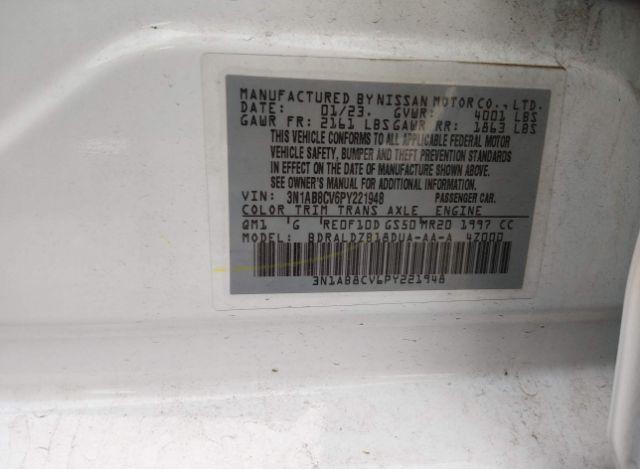 MANUFACTURED BY NISSAN MOTOR CO., LTD.
DATE: 01/23. GVWR: 4001 LBS
GAWR FR: 2161 LBS GAWR RR: 1863 LBS
THIS VEHICLE CONFORMS TO ALL APPLICABLE FEDERAL MOTOR
VEHICLE SAFETY, BUMPER AND THEFT PREVENTION STANDARDS
IN EFFECT ON THE DATE OF MANUFACTURE SHOWN ABOVE.
SEE OWNER'S MANUAL FOR ADDITIONAL INFORMATION.
VIN: 3N1AB8CV6PY221948 PASSENGER CAR.
COLOR TRIM TRANS AXLE ENGINE
QM1 G RE0F10D GS50 MR20 1997 CC
MODEL: BDRALDZB18DUA-AA-A 4Z000
3N1AB8CV6PY221948